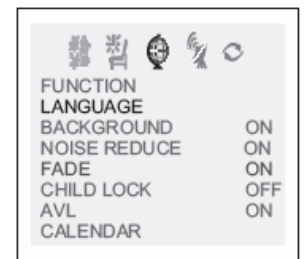 FUNCTION
LANGUAGE
BACKGROUND ON
NOISE REDUCE ON
FADE ON
CHILD LOCK OFF
AVL ON
CALENDAR